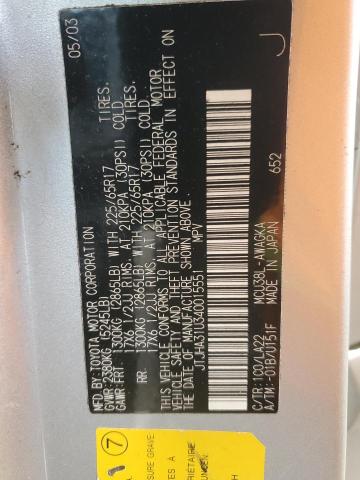 MFD.BY:TOYOTA MOTOR CORPORATION 05/03
GVWR:2380KG(5245LB)
GAWR:FRT. 1300KG(2865LB) WITH 225/65R17 TIRES.
17X6 1/2JJ RIMS, AT 210KPA (30PSI) COLD
RR. 1300KG(2865LB) WITH 225/65R17 TIRES.
17X6 1/2JJ RIMS, AT 210KPA (30PSI) COLD.
THIS VEHICLE CONFORMS TO ALL APPLICABLE FEDERAL MOTOR
VEHICLE SAFETY AND THEFT PREVENTION STANDARDS IN EFFECT ON
THE DATE OF MANUFACTURE SHOWN ABOVE.
JTJHA31U340015551 MPV
C/TR:1C0/LA22 MCU38L-AWAGKA
A/TM:-01B/U151F MADE IN JAPAN 652
J
7
SURE GRAVE
PRIÉTAIRE
ES À